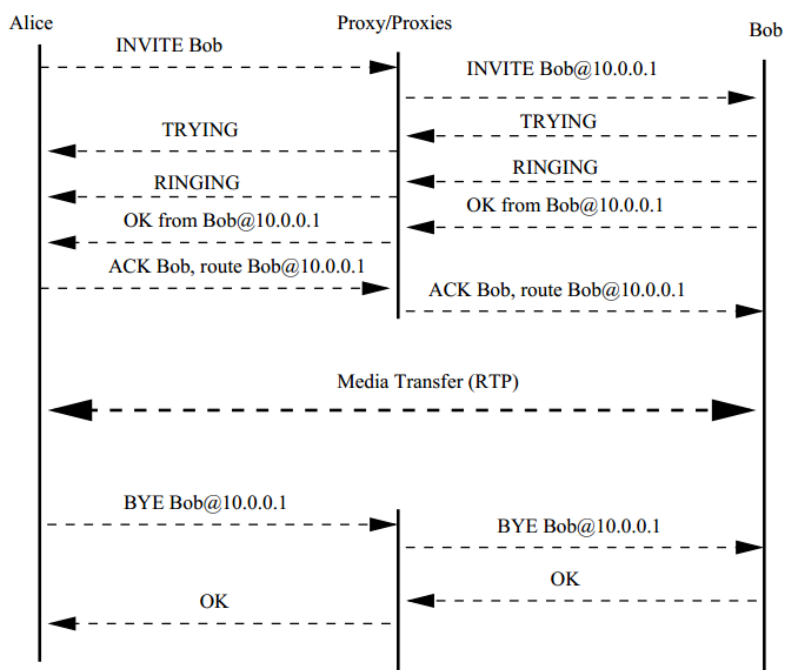 Alice
Proxy/Proxies
Bob
INVITE Bob
INVITE Bob@10.0.0.1
TRYING
TRYING
RINGING
RINGING
OK from Bob@10.0.0.1
OK from Bob@10.0.0.1
ACK Bob, route Bob@10.0.0.1
ACK Bob, route Bob@10.0.0.1
Media Transfer (RTP)
BYE Bob@10.0.0.1
BYE Bob@10.0.0.1
OK
OK